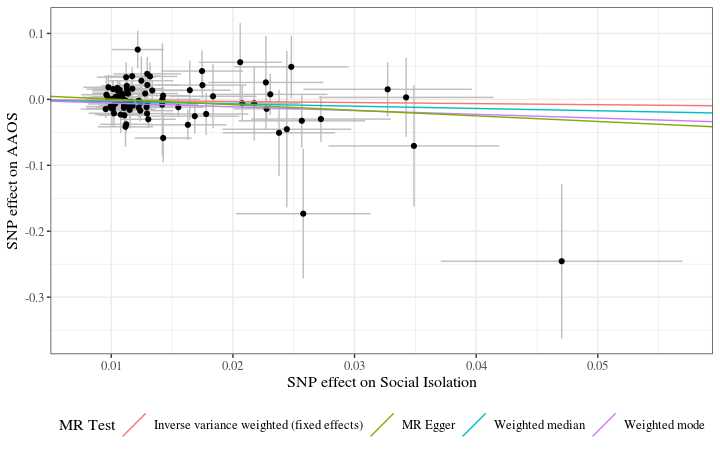 0.1
0.0
-0.1
-0.2
-0.3
SNP effect on AAOS
0.01
0.02
0.03
0.04
0.05
SNP effect on Social Isolation
MR Test
Inverse variance weighted (fixed effects)
MR Egger
Weighted median
Weighted mode